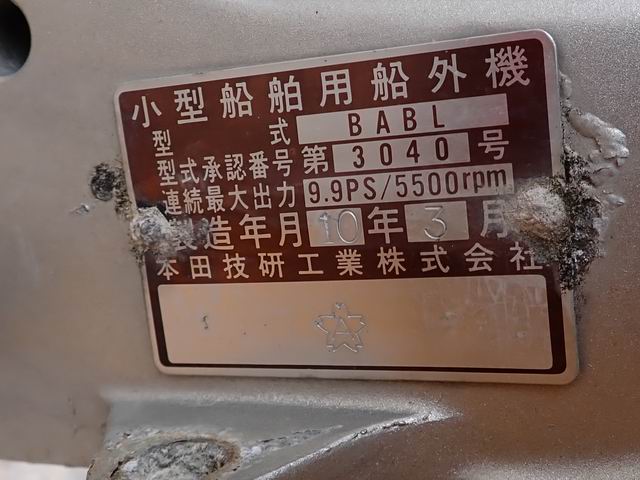 小型船舶用船外機
型式 BABL
型式承認番号 第 3040 号
連続最大出力 9.9PS/5500rpm
製造年月 10 年 3 月
本田技研工業株式会社
A